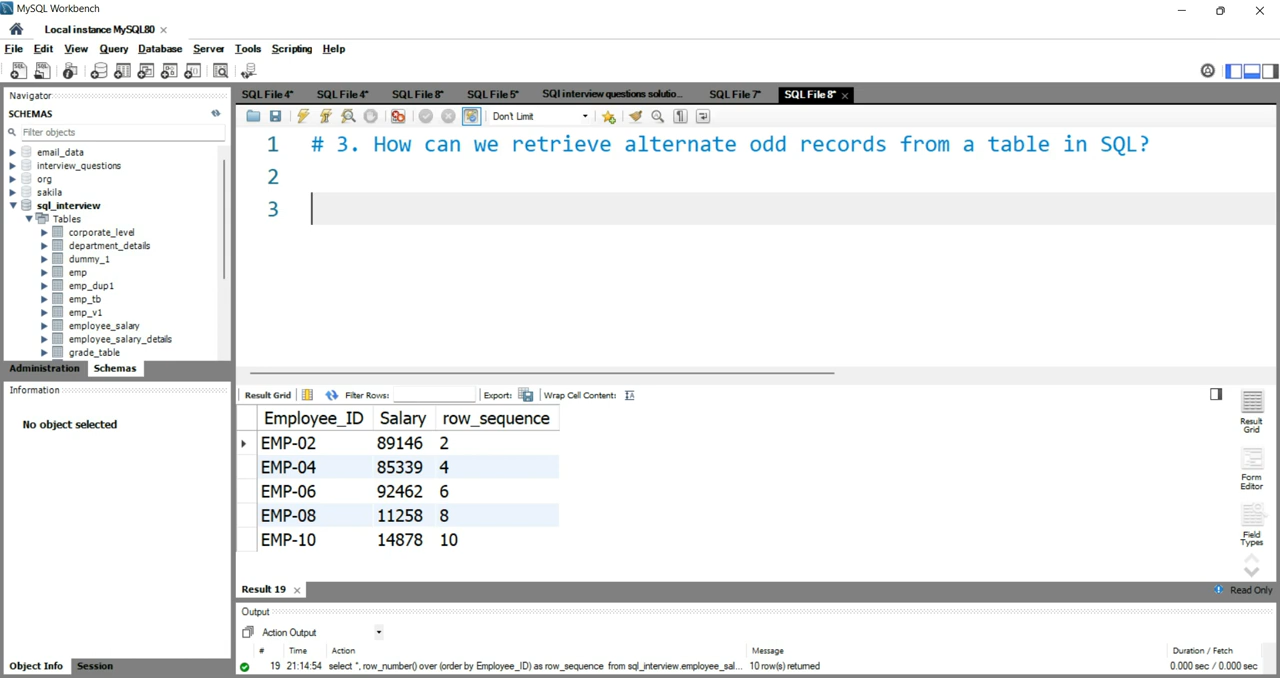 MySQL Workbench
Local instance MySQL80
File Edit View Query Database Server Tools Scripting Help
Navigator
SCHEMAS
Filter objects
email_data
interview_questions
org
sakila
sql_interview
Tables
corporate_level
department_details
dummy_1
emp
emp_dup1
emp_tb
emp_v1
employee_salary
employee_salary_details
grade_table
Administration Schemas
Information
No object selected
Object Info Session
SQL File 4* SQL File 4* SQL File 8* SQL File 5* SQl interview questions solutio... SQL File 7* SQL File 8*
Don't Limit
1 # 3. How can we retrieve alternate odd records from a table in SQL?
2
3
Result Grid Filter Rows: Export: Wrap Cell Content:
Employee_ID Salary row_sequence
EMP-02 89146 2
EMP-04 85339 4
EMP-06 92462 6
EMP-08 11258 8
EMP-10 14878 10
Result Grid
Form Editor
Field Types
Result 19 Read Only
Output
Action Output
# Time Action Message Duration / Fetch
19 21:14:54 select *, row_number() over (order by Employee_ID) as row_sequence from sql_interview.employee_sal... 10 row(s) returned 0.000 sec / 0.000 sec